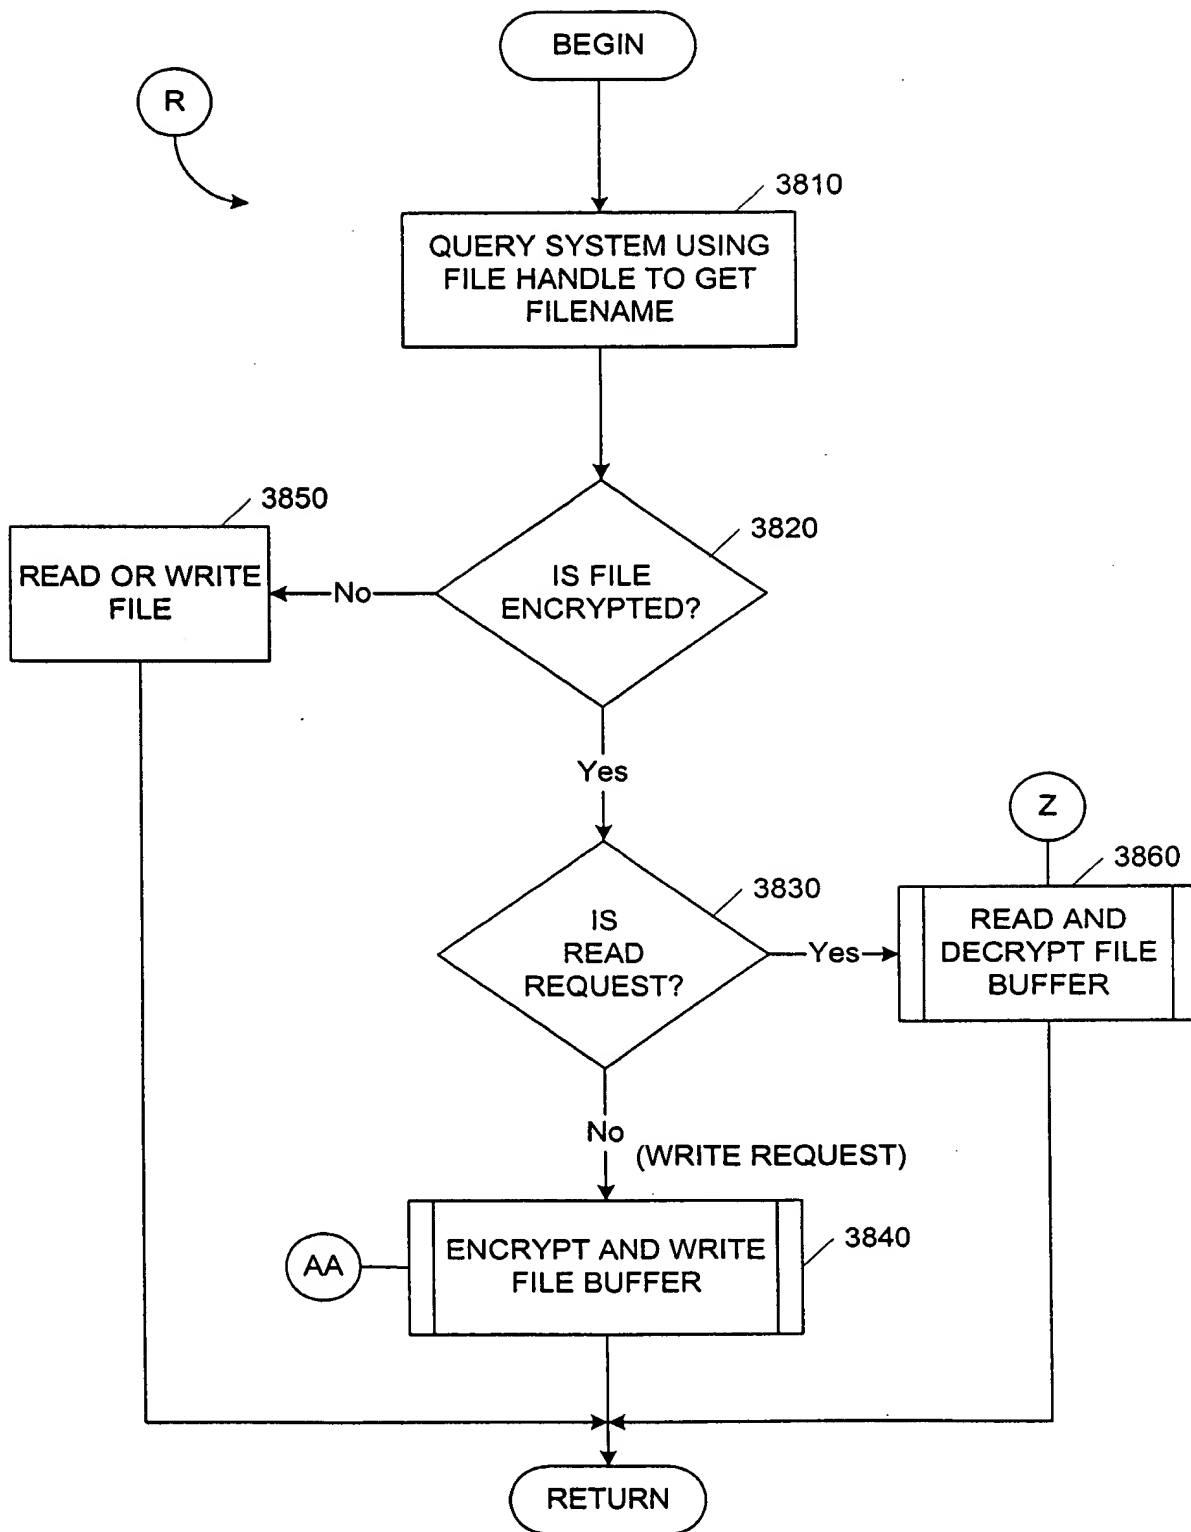 BEGIN
R
3810
QUERY SYSTEM USING
FILE HANDLE TO GET
FILENAME
3850
3820
READ OR WRITE
FILE
No
IS FILE
ENCRYPTED?
Yes
Z
3860
3830
IS
READ
REQUEST?
Yes
READ AND
DECRYPT FILE
BUFFER
No
(WRITE REQUEST)
3840
AA
ENCRYPT AND WRITE
FILE BUFFER
RETURN